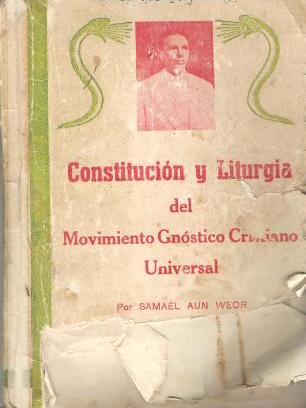 Constitución y Liturgia
del
Movimiento Gnóstico Cristiano
Universal
Por SAMAEL AUN WEOR